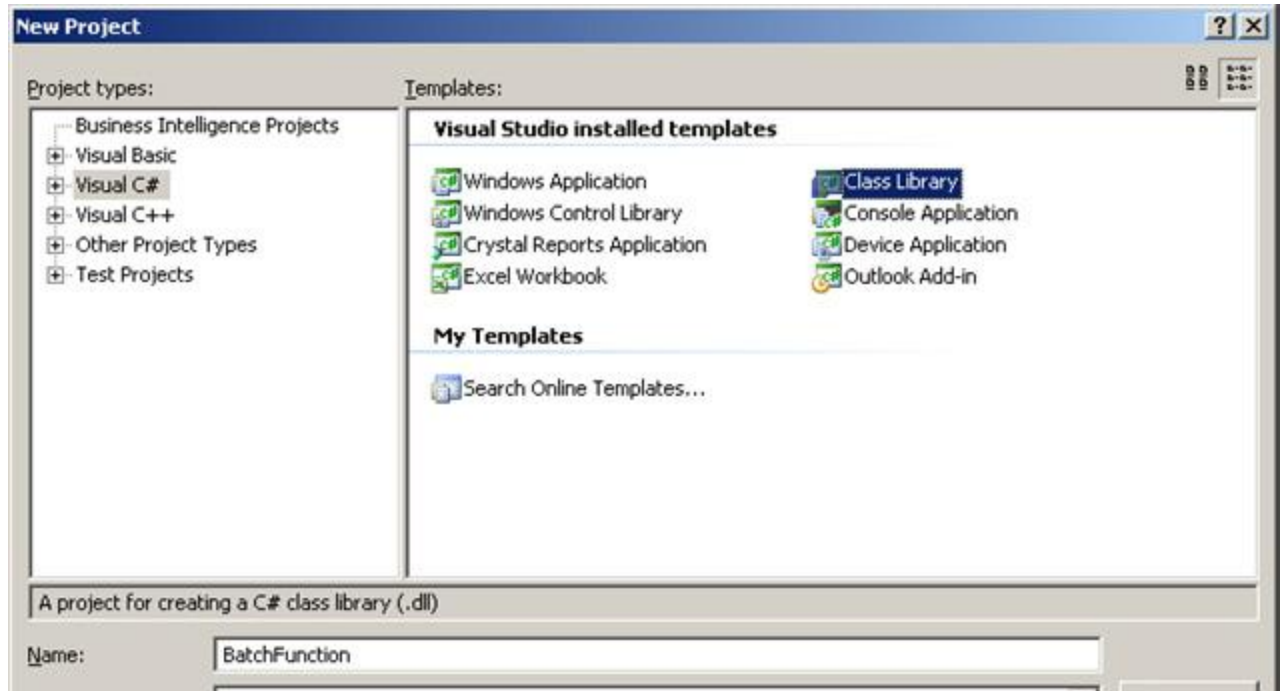 New Project
Project types:
Templates:
Business Intelligence Projects
Visual Basic
Visual C#
Visual C++
Other Project Types
Test Projects
Visual Studio installed templates
Windows Application
Class Library
Windows Control Library
Console Application
Crystal Reports Application
Device Application
Excel Workbook
Outlook Add-in
My Templates
Search Online Templates...
A project for creating a C# class library (.dll)
Name:
BatchFunction